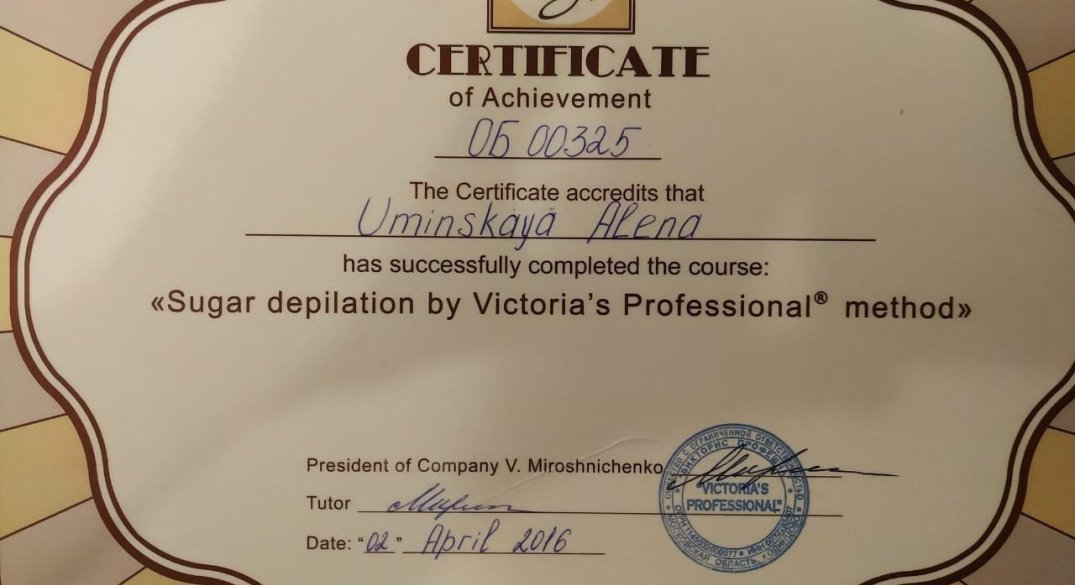 CERTIFICATE
of Achievement
ОБ 00325
The Certificate accredits that
Uminskaya Alena
has successfully completed the course:
«Sugar depilation by Victoria's Professional® method»
President of Company V. Miroshnichenko
Tutor
Date: "02" April 2016
"VICTORIA'S
PROFESSIONAL"